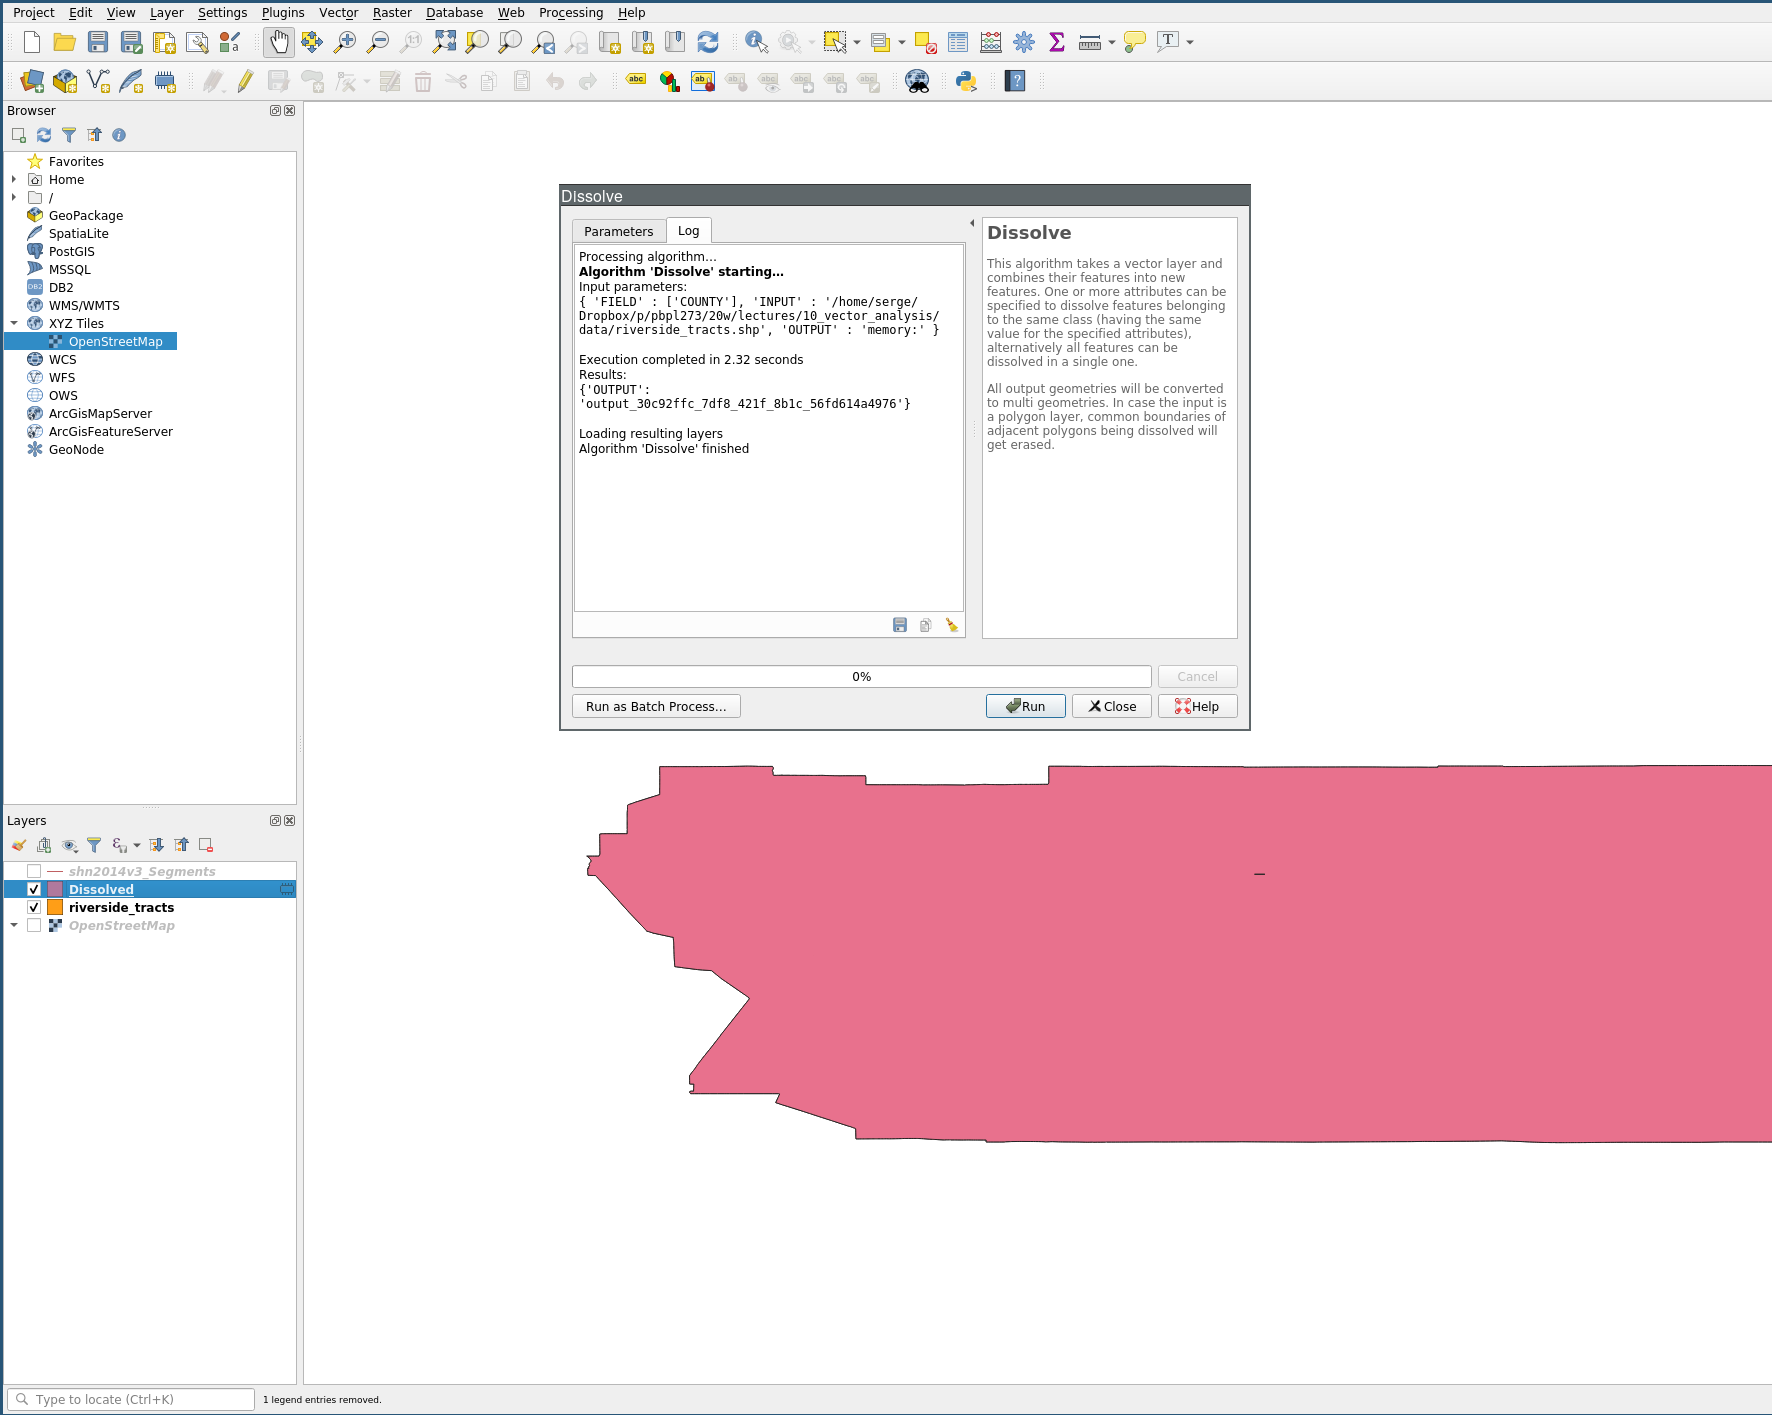 Project Edit View Layer Settings Plugins Vector Raster Database Web Processing Help
Browser
Favorites
Home
/
GeoPackage
SpatiaLite
PostGIS
MSSQL
DB2
WMS/WMTS
XYZ Tiles
OpenStreetMap
WCS
WFS
OWS
ArcGisMapServer
ArcGisFeatureServer
GeoNode
Layers
shn2014v3_Segments
Dissolved
riverside_tracts
OpenStreetMap
Type to locate (Ctrl+K)
1 legend entries removed.
Dissolve
Parameters Log
Processing algorithm…
Algorithm 'Dissolve' starting…
Input parameters:
{ 'FIELD' : ['COUNTY'], 'INPUT' : '/home/serge/
Dropbox/p/pbpl273/20w/lectures/10_vector_analysis/
data/riverside_tracts.shp', 'OUTPUT' : 'memory:' }
Execution completed in 2.32 seconds
Results:
{'OUTPUT':
'output_30c92ffc_7df8_421f_8b1c_56fd614a4976'}
Loading resulting layers
Algorithm 'Dissolve' finished
Dissolve
This algorithm takes a vector layer and
combines their features into new
features. One or more attributes can be
specified to dissolve features belonging
to the same class (having the same
value for the specified attributes),
alternatively all features can be
dissolved in a single one.
All output geometries will be converted
to multi geometries. In case the input is
a polygon layer, common boundaries of
adjacent polygons being dissolved will
get erased.
0%
Cancel
Run as Batch Process…
Run
Close
Help